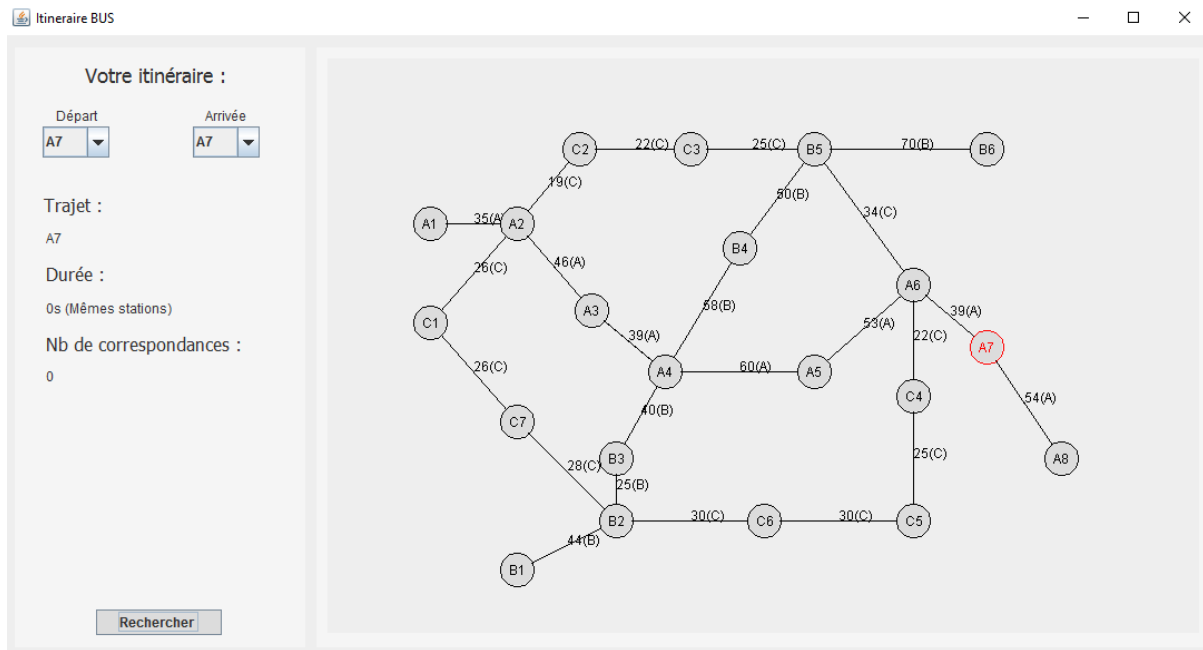 Itineraire BUS
Votre itinéraire :
Départ Arrivée
A7 A7
Trajet :
A7
Durée :
0s (Mêmes stations)
Nb de correspondances :
0
Rechercher
C2 22(C) C3 25(C) B5 70(B) B6
19(C) 50(B)
A1 35(A) A2 34(C)
B4
26(C) 46(A)
A6
58(B)
A3 39(A)
C1 53(A)
39(A) 22(C)
A7
26(C) A4 60(A) A5
C4 54(A)
40(B)
C7
28(C) B3 25(C) A8
25(B)
B2 30(C) C6 30(C) C5
44(B)
B1